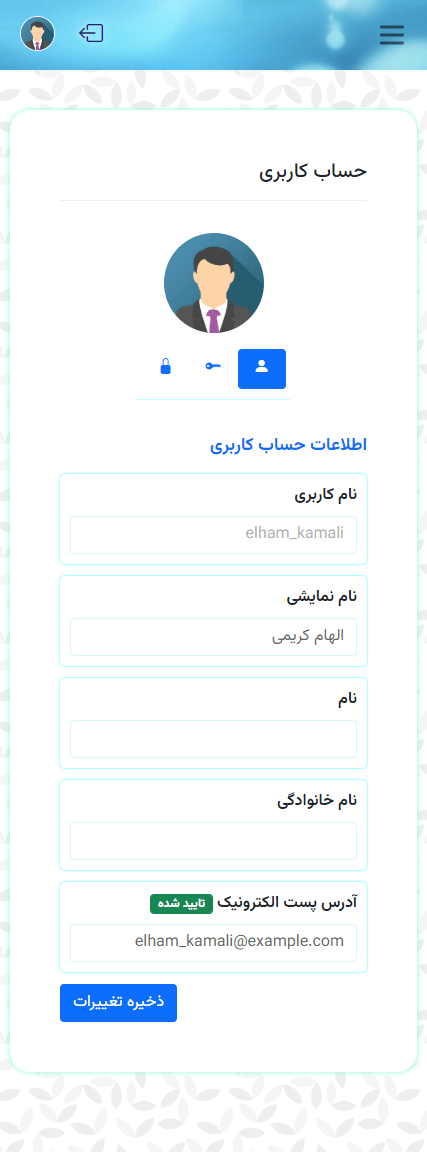 حساب کاربری
اطلاعات حساب کاربری
نام کاربری
elham_kamali
نام نمایشی
الهام کریمی
نام
نام خانوادگی
آدرس پست الکترونیک تایید شده
elham_kamali@example.com
ذخیره تغییرات